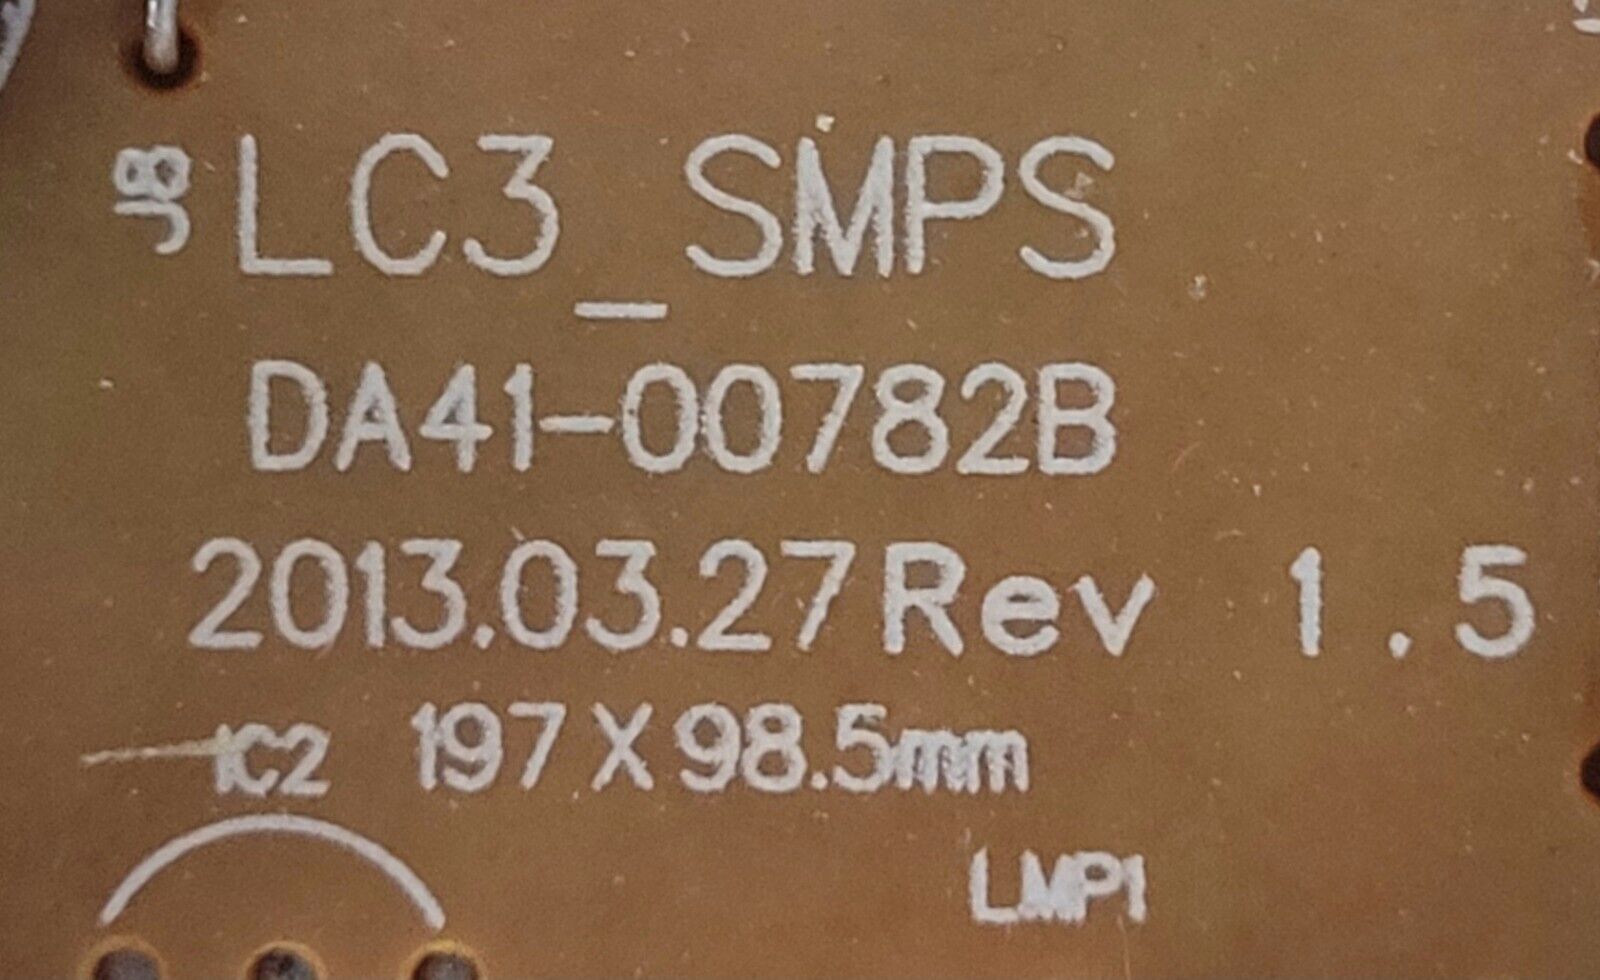 J8
LC3_SMPS
DA41-00782B
2013.03.27 Rev 1.5
IC2
197 X 98.5mm
LMP1